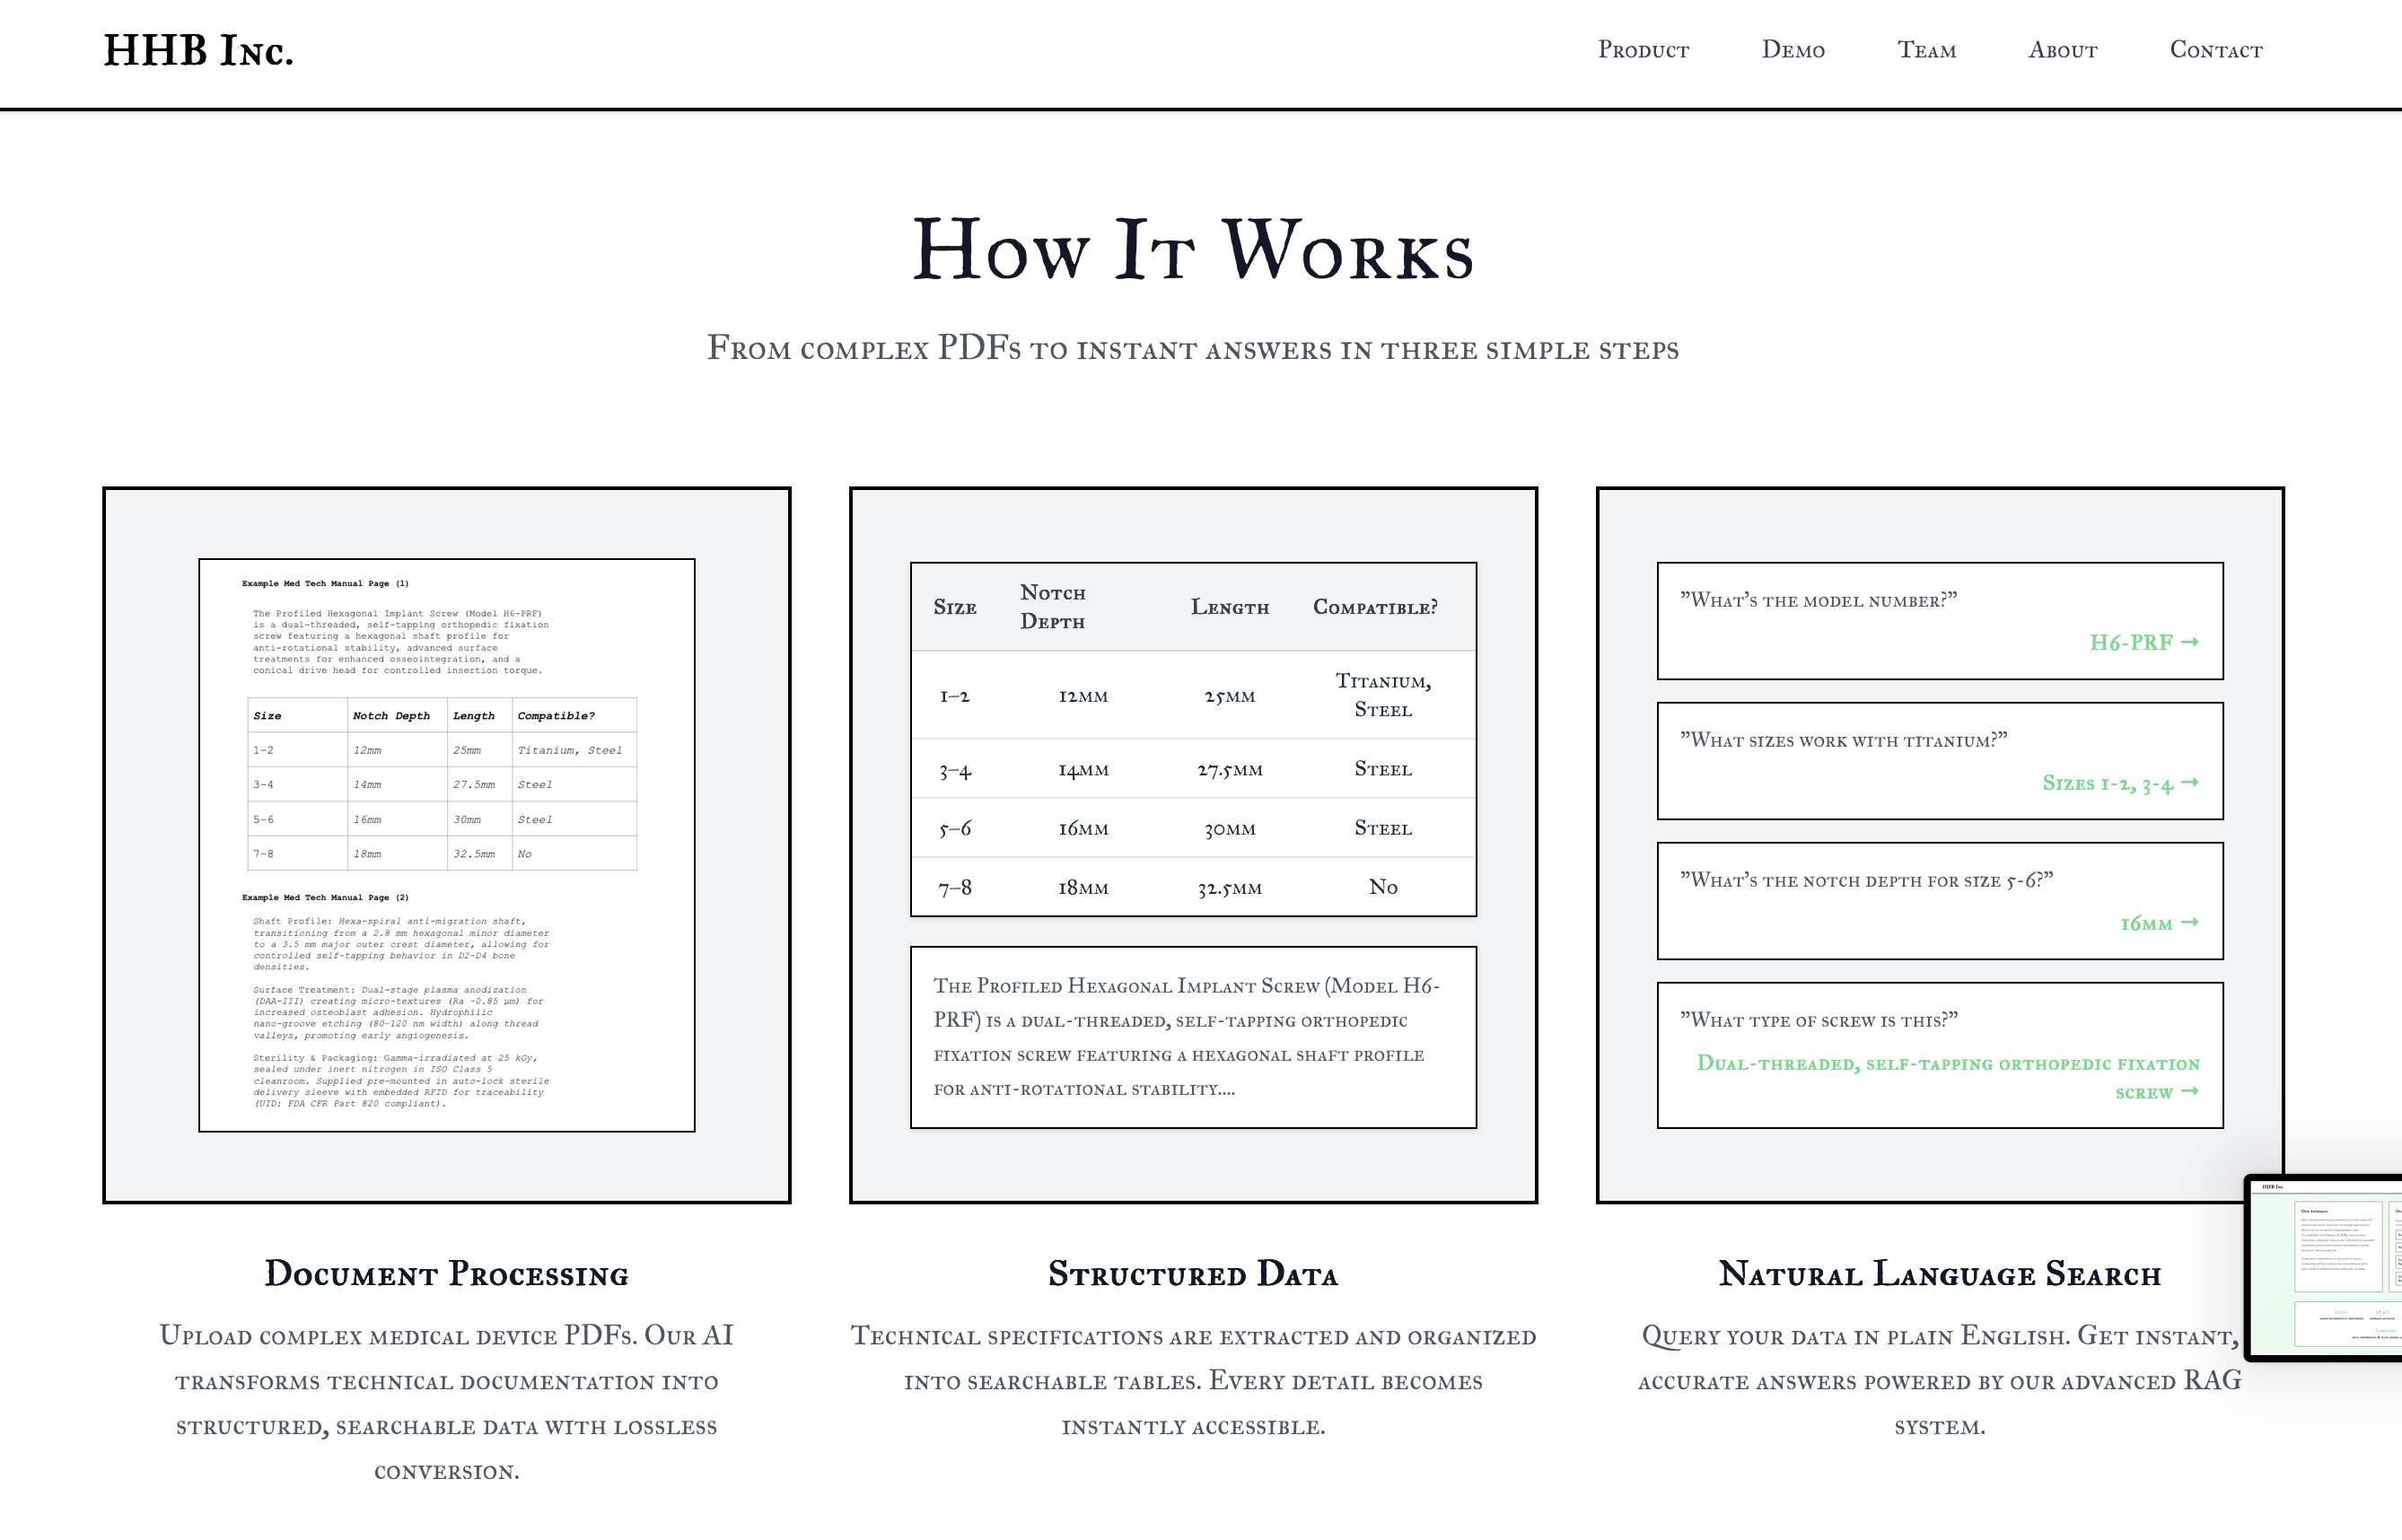 HHB Inc.
Product Demo Team About Contact
How It Works
From complex PDFs to instant answers in three simple steps
Example Med Tech Manual Page (1)
The Profiled Hexagonal Implant Screw (Model H6-PRF)
is a dual-threaded, self-tapping orthopedic fixation
screw featuring a hexagonal shaft profile for
anti-rotational stability, advanced surface
treatments for enhanced osseointegration, and a
conical drive head for controlled insertion torque.
Size Notch Depth Length Compatible?
1-2 12mm 25mm Titanium, Steel
3-4 14mm 27.5mm Steel
5-6 16mm 30mm Steel
7-8 18mm 32.5mm No
Example Med Tech Manual Page (2)
Shaft Profile: Hexa-spiral anti-migration shaft,
transitioning from a 2.8 mm hexagonal minor diameter
to a 3.5 mm major outer crest diameter, allowing for
controlled self-tapping behavior in D2-D4 bone
densities.
Surface Treatment: Dual-stage plasma anodization
(DAA-III) creating micro-textures (Ra ~0.85 µm) for
increased osteoblast adhesion. Hydrophilic
nano-groove etching (80-120 nm width) along thread
valleys, promoting early angiogenesis.
Sterility & Packaging: Gamma-irradiated at 25 kGy,
sealed under inert nitrogen in ISO Class 5
cleanroom. Supplied pre-mounted in auto-lock sterile
delivery sleeve with embedded RFID for traceability
(UID: FDA CFR Part 820 compliant).
Size Notch Depth Length Compatible?
1–2 12mm 25mm Titanium, Steel
3–4 14mm 27.5mm Steel
5–6 16mm 30mm Steel
7–8 18mm 32.5mm No
The Profiled Hexagonal Implant Screw (Model H6-
PRF) is a dual-threaded, self-tapping orthopedic
fixation screw featuring a hexagonal shaft profile
for anti-rotational stability....
"What's the model number?"
H6-PRF →
"What sizes work with titanium?"
Sizes 1-2, 3-4 →
"What's the notch depth for size 5-6?"
16mm →
"What type of screw is this?"
Dual-threaded, self-tapping orthopedic fixation
screw →
Document Processing
Upload complex medical device PDFs. Our AI
transforms technical documentation into
structured, searchable data with lossless
conversion.
Structured Data
Technical specifications are extracted and organized
into searchable tables. Every detail becomes
instantly accessible.
Natural Language Search
Query your data in plain English. Get instant,
accurate answers powered by our advanced RAG
system.
HHB Inc.
Our Approach